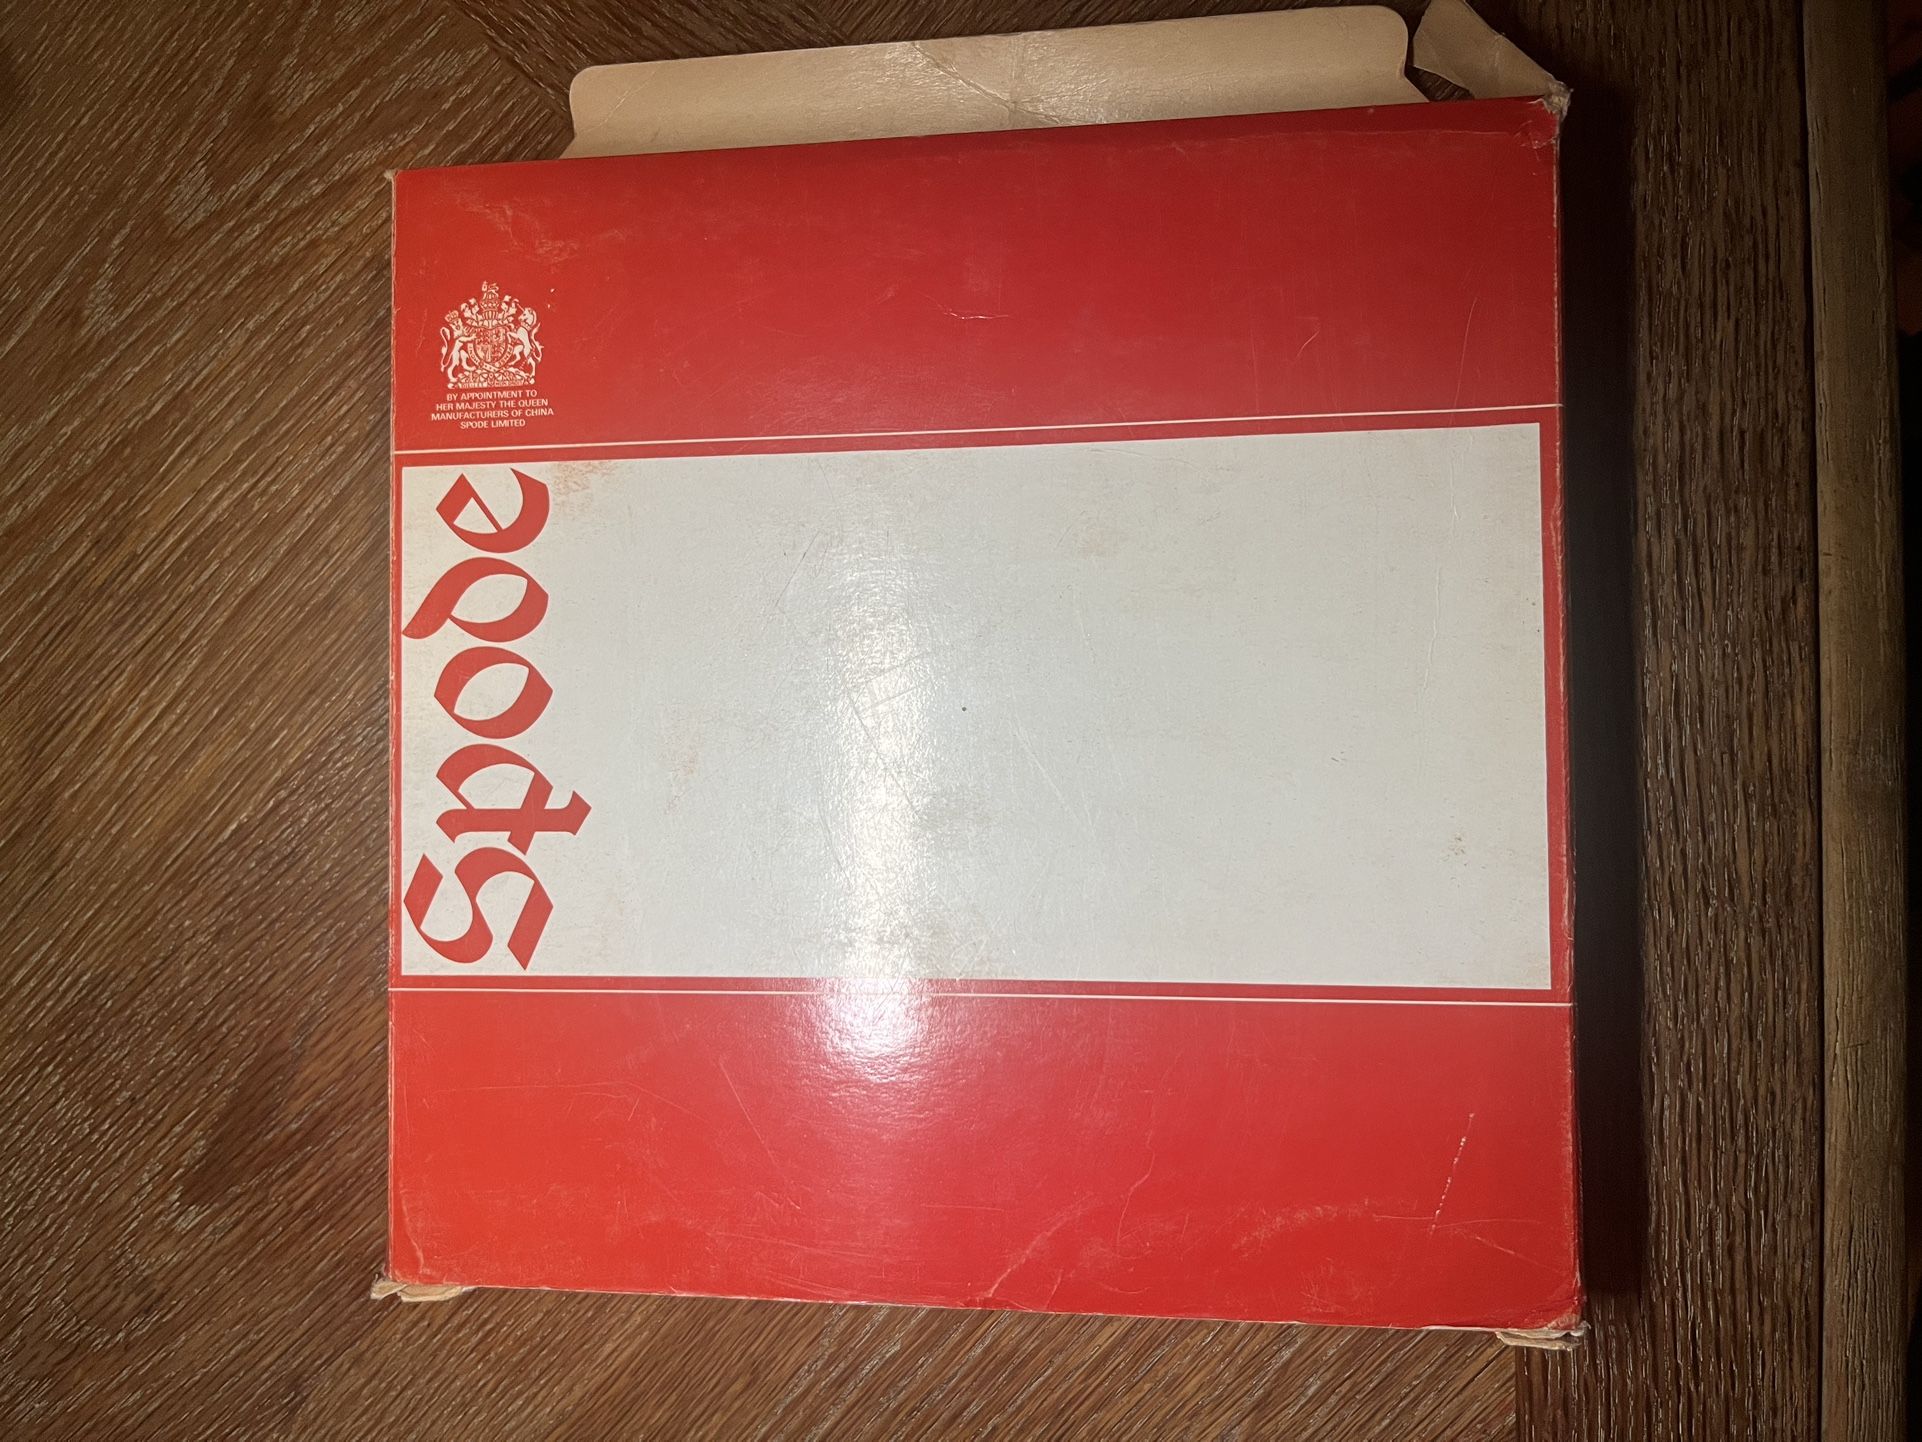 BY APPOINTMENT TO
HER MAJESTY THE QUEEN
MANUFACTURERS OF CHINA
SPODE LIMITED
Spode